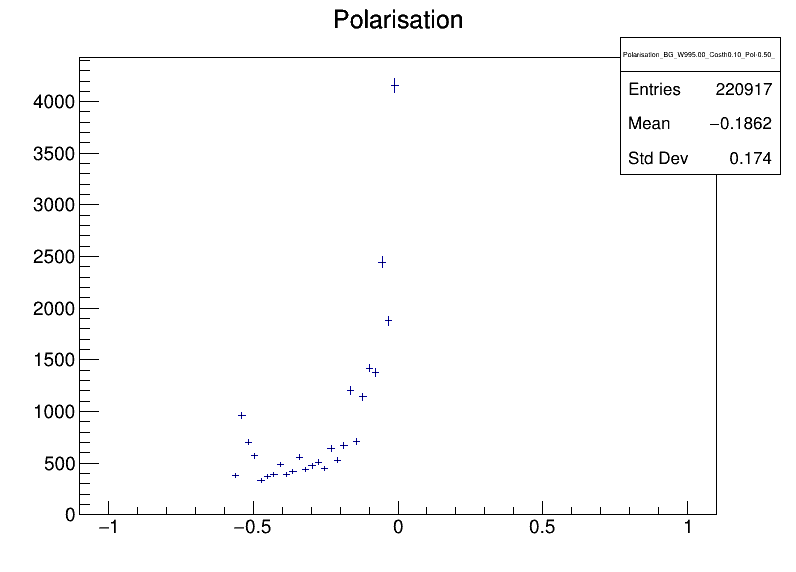 Polarisation
Polarisation_BG_W995.00_Costh0.10_Pol-0.50_
Entries 220917
Mean −0.1862
Std Dev 0.174
4000
3500
3000
2500
2000
1500
1000
500
0
−1 −0.5 0 0.5 1